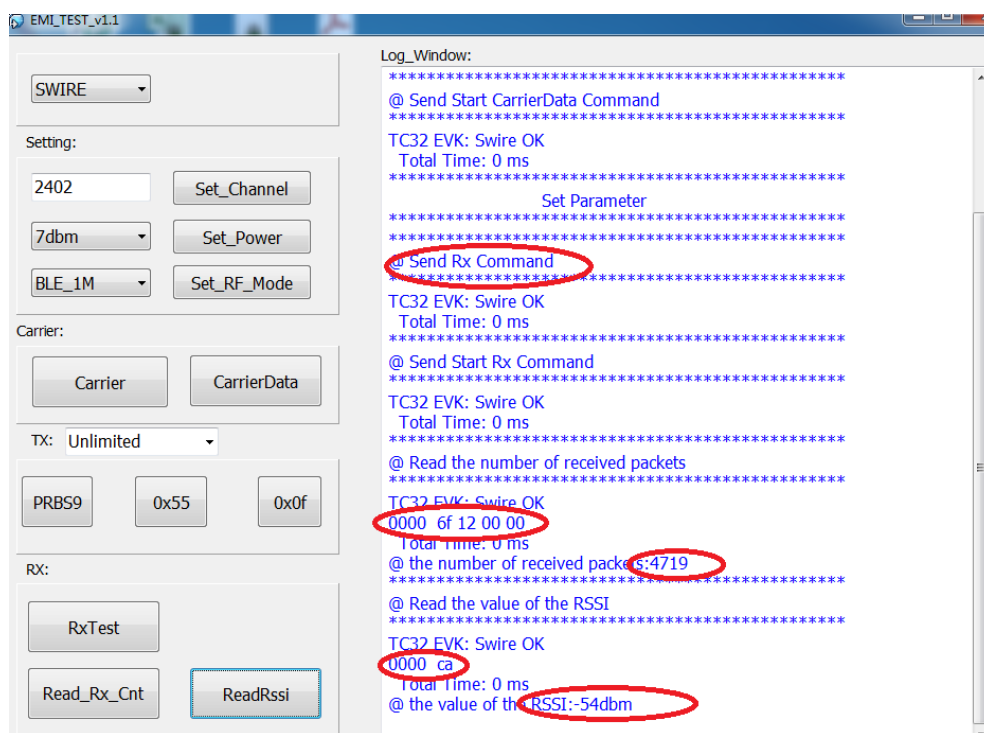 EMI_TEST_v1.1
SWIRE
Setting:
2402
Set_Channel
7dbm
Set_Power
BLE_1M
Set_RF_Mode
Carrier:
Carrier
CarrierData
TX: Unlimited
PRBS9
0x55
0x0f
RX:
RxTest
Read_Rx_Cnt
ReadRssi
Log_Window:
************************************************
@ Send Start CarrierData Command
************************************************
TC32 EVK: Swire OK
Total Time: 0 ms
************************************************
Set Parameter
************************************************
************************************************
@ Send Rx Command
************************************************
TC32 EVK: Swire OK
Total Time: 0 ms
************************************************
@ Send Start Rx Command
************************************************
TC32 EVK: Swire OK
Total Time: 0 ms
************************************************
@ Read the number of received packets
************************************************
TC32 EVK: Swire OK
0000 6f 12 00 00
Total Time: 0 ms
@ the number of received packers:4719
************************************************
@ Read the value of the RSSI
************************************************
TC32 EVK: Swire OK
0000 ca
Total Time: 0 ms
@ the value of the RSSI:-54dbm